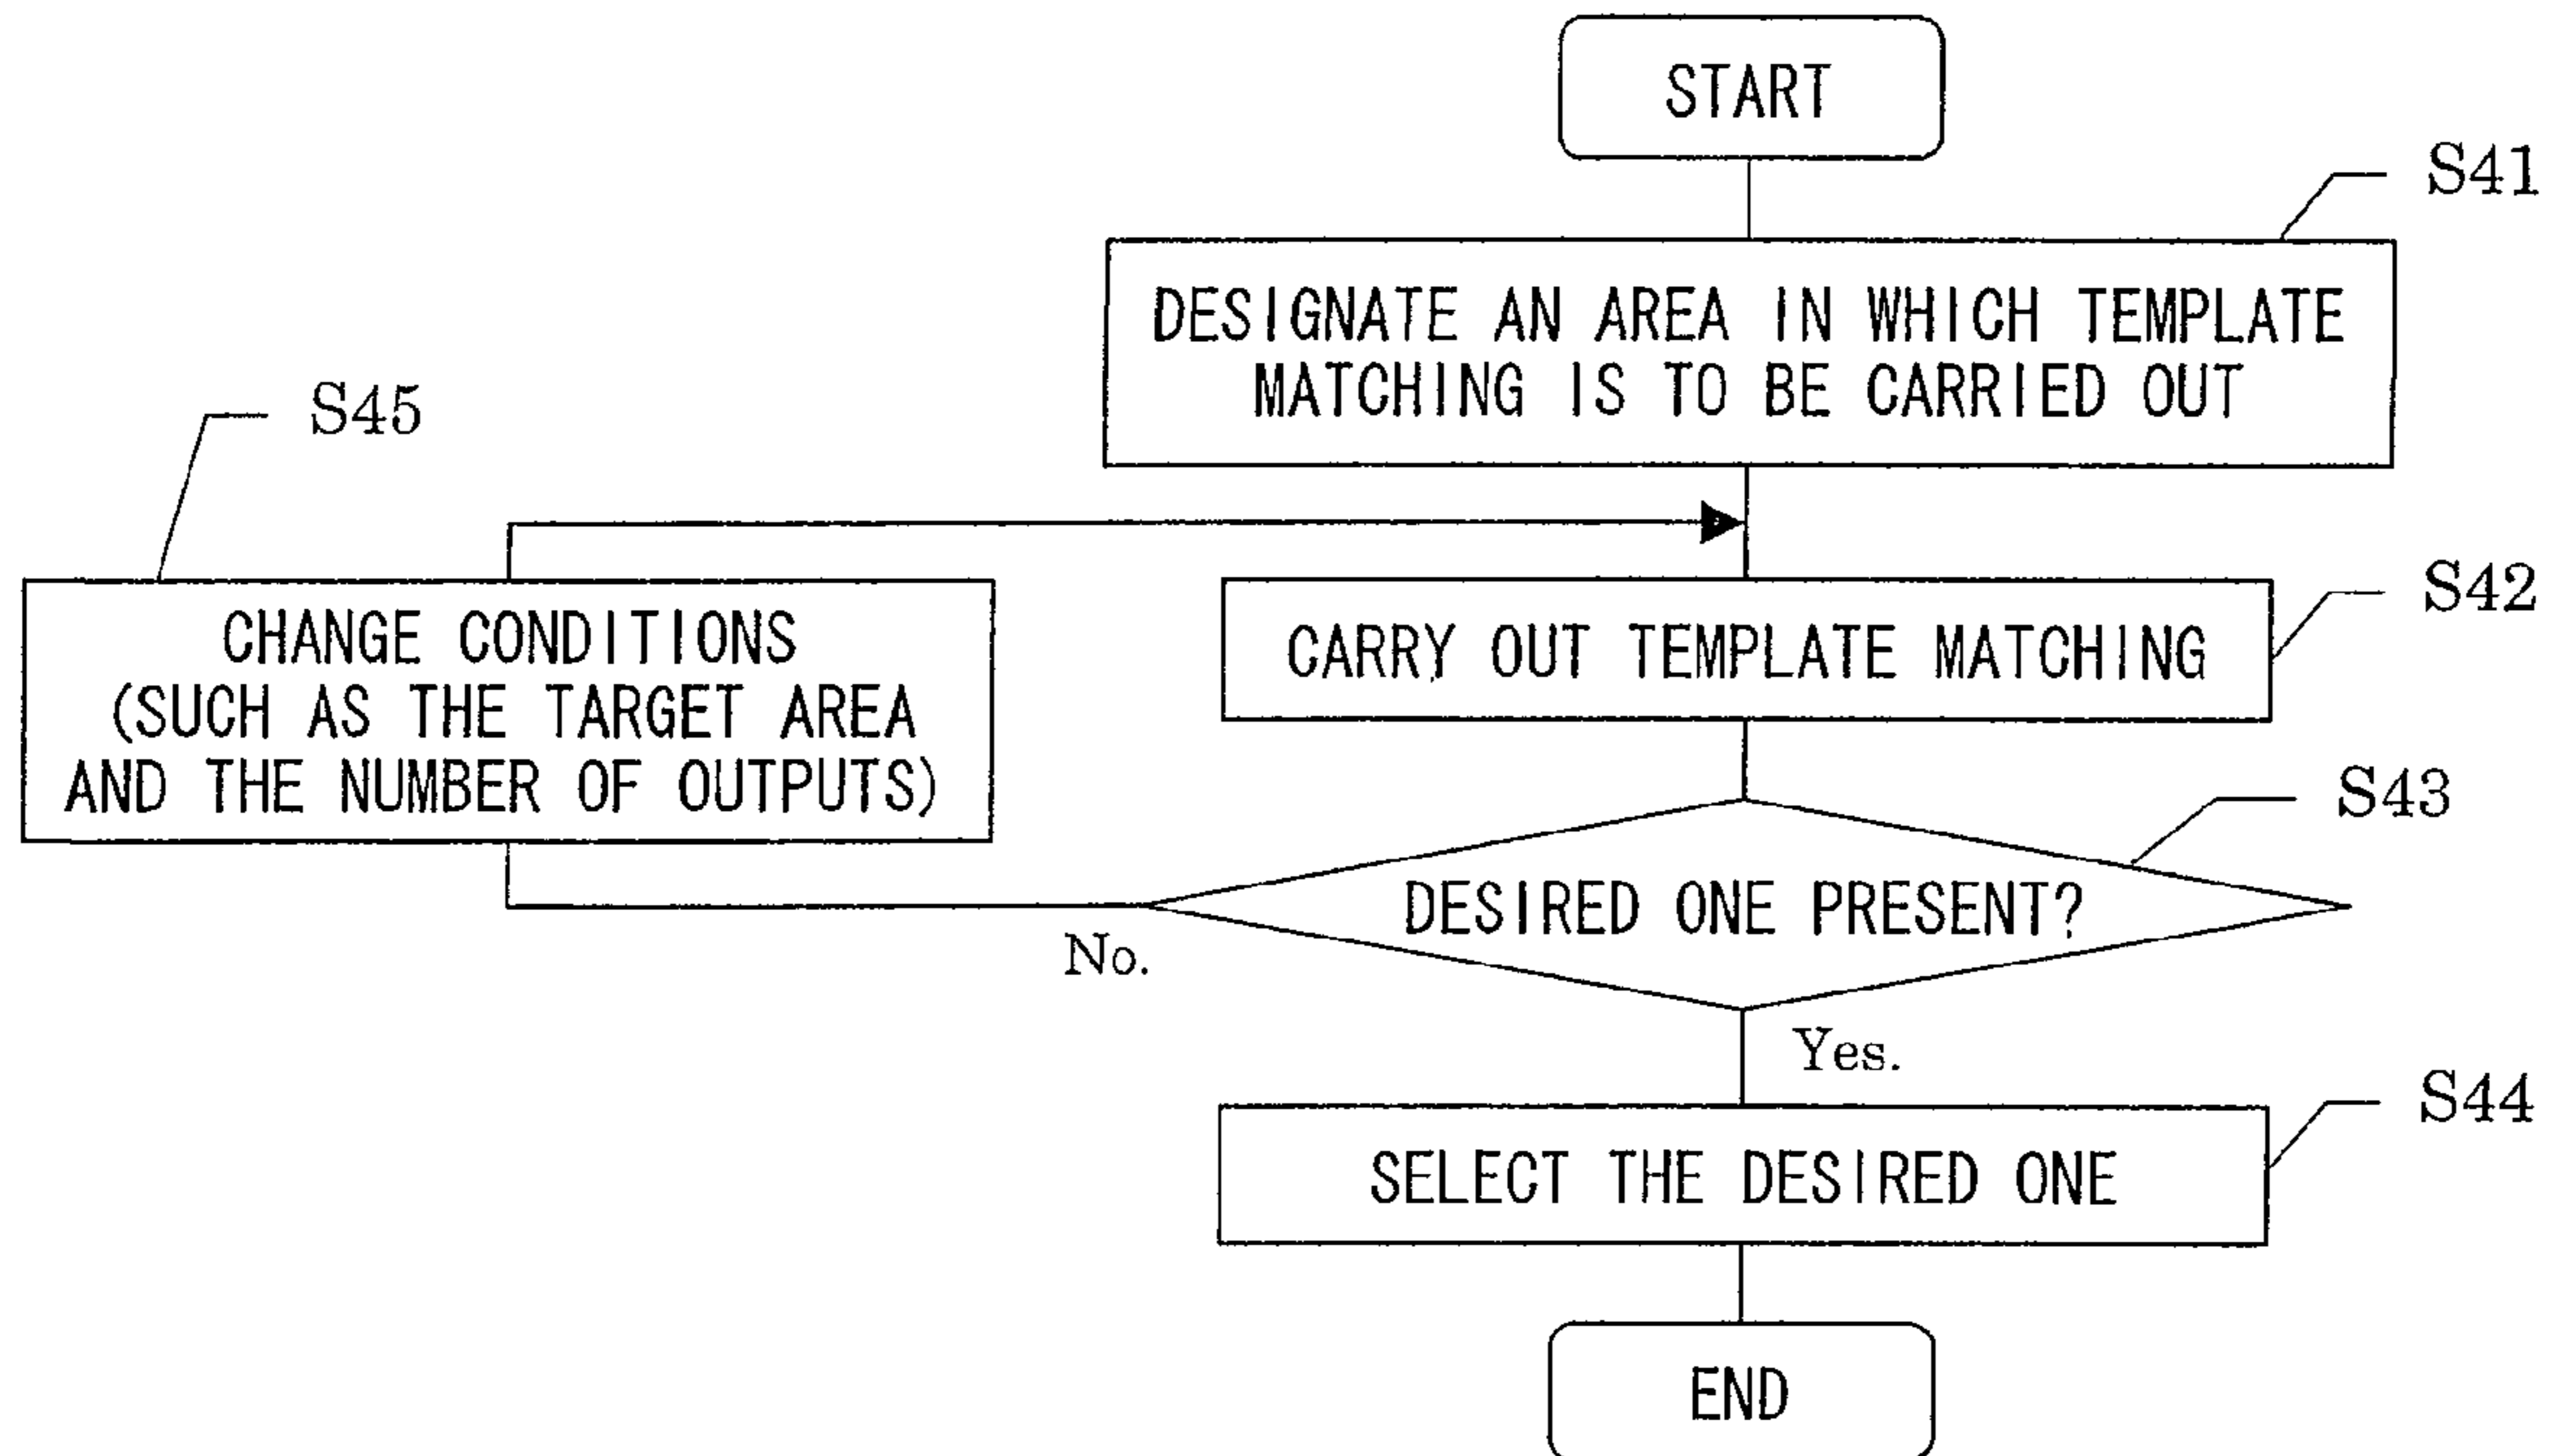 START
S41
DESIGNATE AN AREA IN WHICH TEMPLATE
MATCHING IS TO BE CARRIED OUT
S45
CHANGE CONDITIONS
(SUCH AS THE TARGET AREA
AND THE NUMBER OF OUTPUTS)
S42
CARRY OUT TEMPLATE MATCHING
S43
DESIRED ONE PRESENT?
No.
Yes.
S44
SELECT THE DESIRED ONE
END